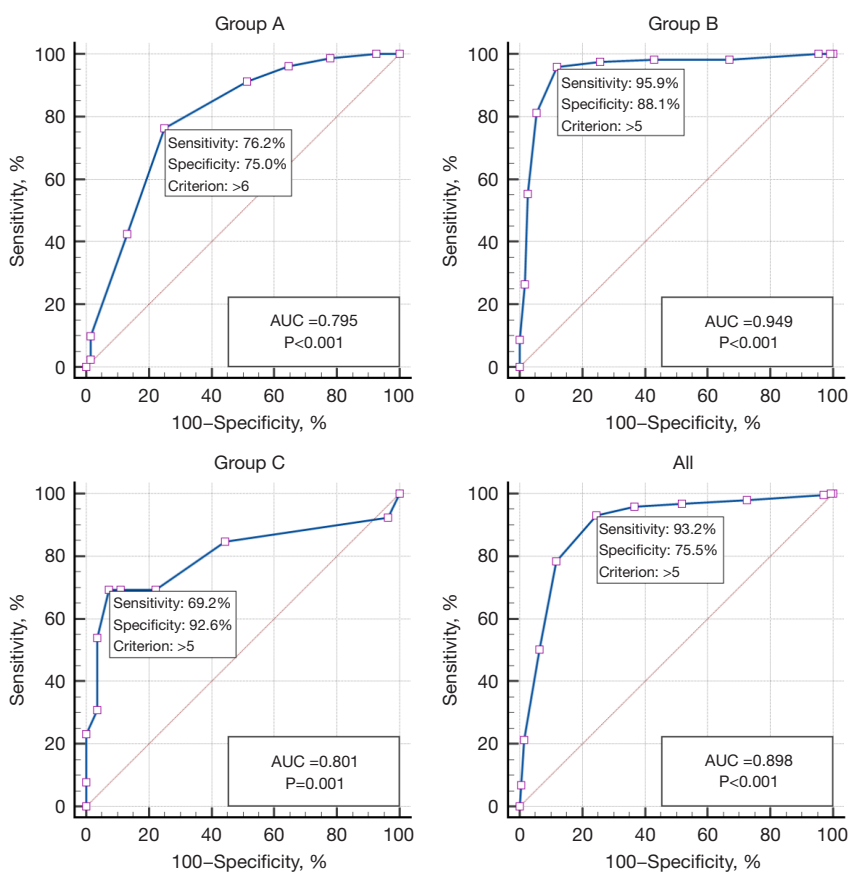 Group A
100
80
60
40
20
0
Sensitivity, %
Sensitivity: 76.2%
Specificity: 75.0%
Criterion: >6
AUC =0.795
P<0.001
0 20 40 60 80 100
100–Specificity, %
Group B
100
80
60
40
20
0
Sensitivity, %
Sensitivity: 95.9%
Specificity: 88.1%
Criterion: >5
AUC =0.949
P<0.001
0 20 40 60 80 100
100–Specificity, %
Group C
100
80
60
40
20
0
Sensitivity, %
Sensitivity: 69.2%
Specificity: 92.6%
Criterion: >5
AUC =0.801
P=0.001
0 20 40 60 80 100
100–Specificity, %
All
100
80
60
40
20
0
Sensitivity, %
Sensitivity: 93.2%
Specificity: 75.5%
Criterion: >5
AUC =0.898
P<0.001
0 20 40 60 80 100
100–Specificity, %